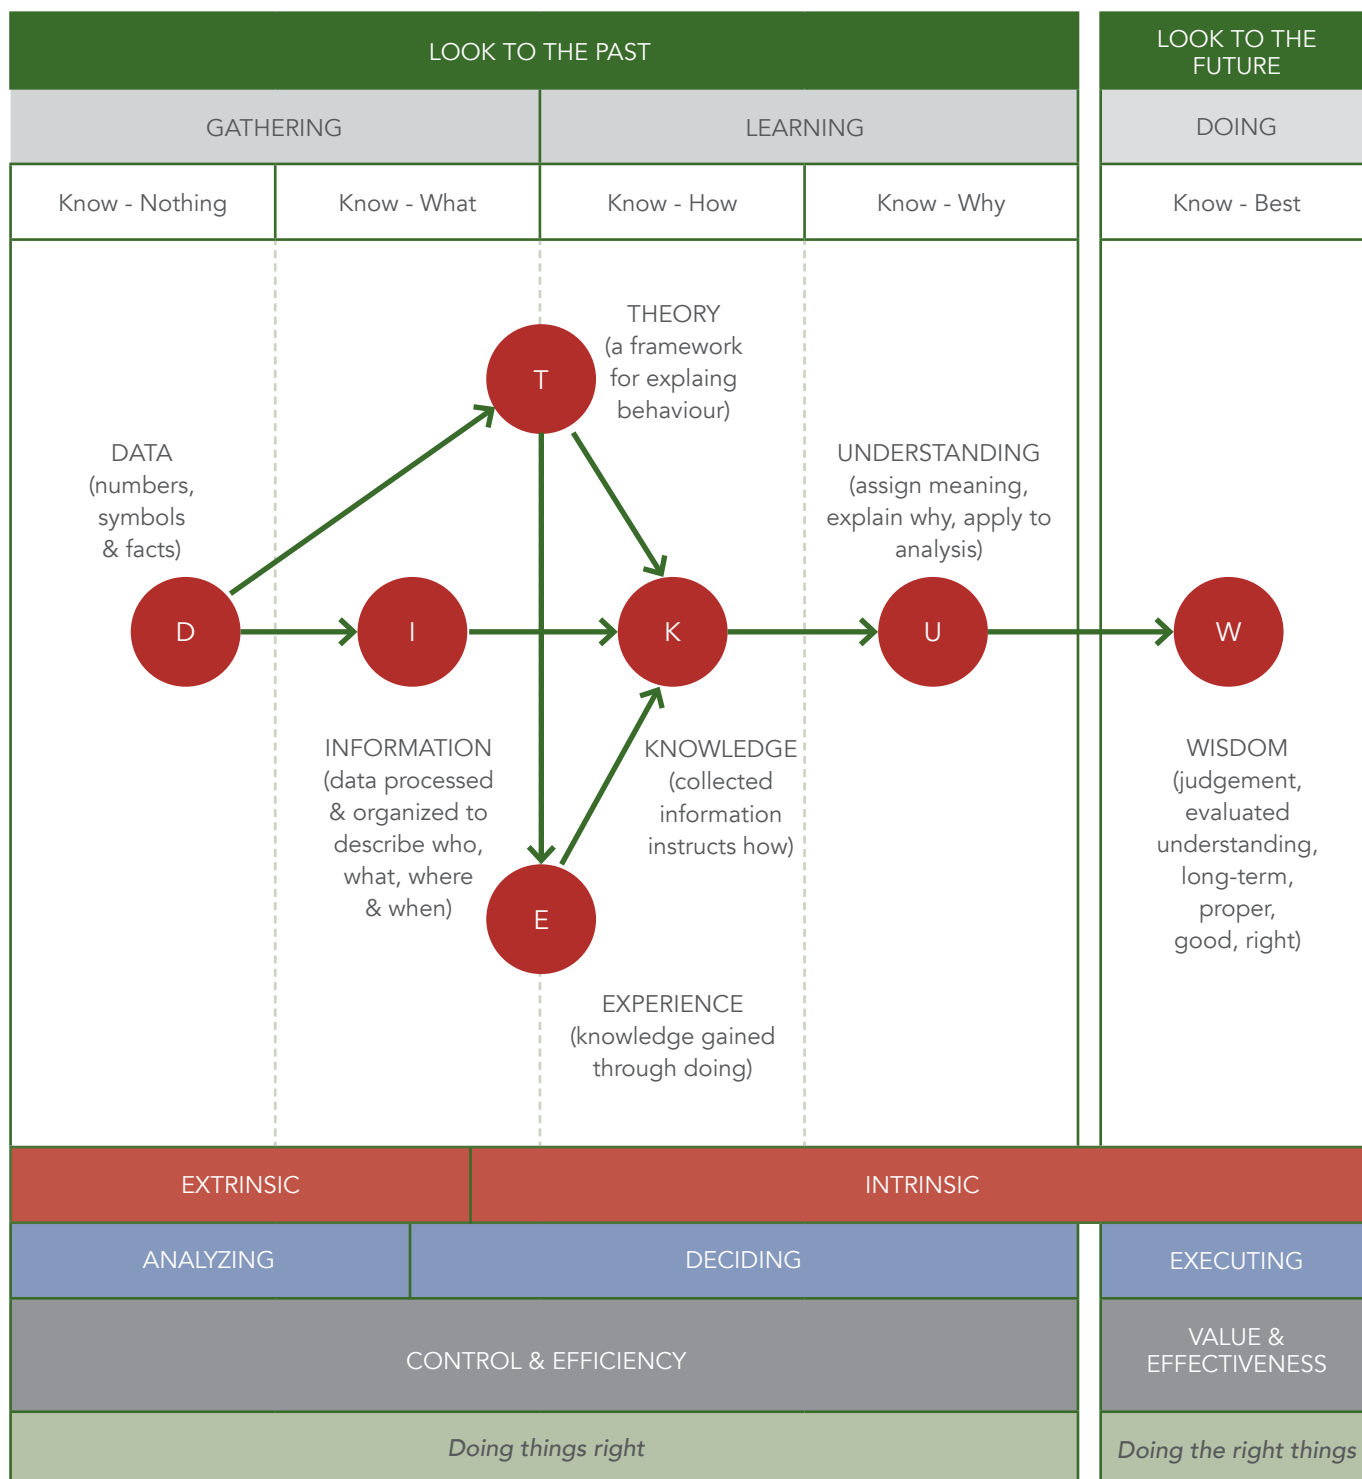 LOOK TO THE PAST
LOOK TO THE
FUTURE
GATHERING
LEARNING
DOING
Know - Nothing
Know - What
Know - How
Know - Why
Know - Best
THEORY
(a framework
for explaing
behaviour)
T
DATA
(numbers,
symbols
& facts)
UNDERSTANDING
(assign meaning,
explain why, apply to
analysis)
D
I
K
U
W
INFORMATION
(data processed
& organized to
describe who,
what, where
& when)
KNOWLEDGE
(collected
information
instructs how)
WISDOM
(judgement,
evaluated
understanding,
long-term,
proper,
good, right)
E
EXPERIENCE
(knowledge gained
through doing)
EXTRINSIC
INTRINSIC
ANALYZING
DECIDING
EXECUTING
CONTROL & EFFICIENCY
VALUE &
EFFECTIVENESS
Doing things right
Doing the right things